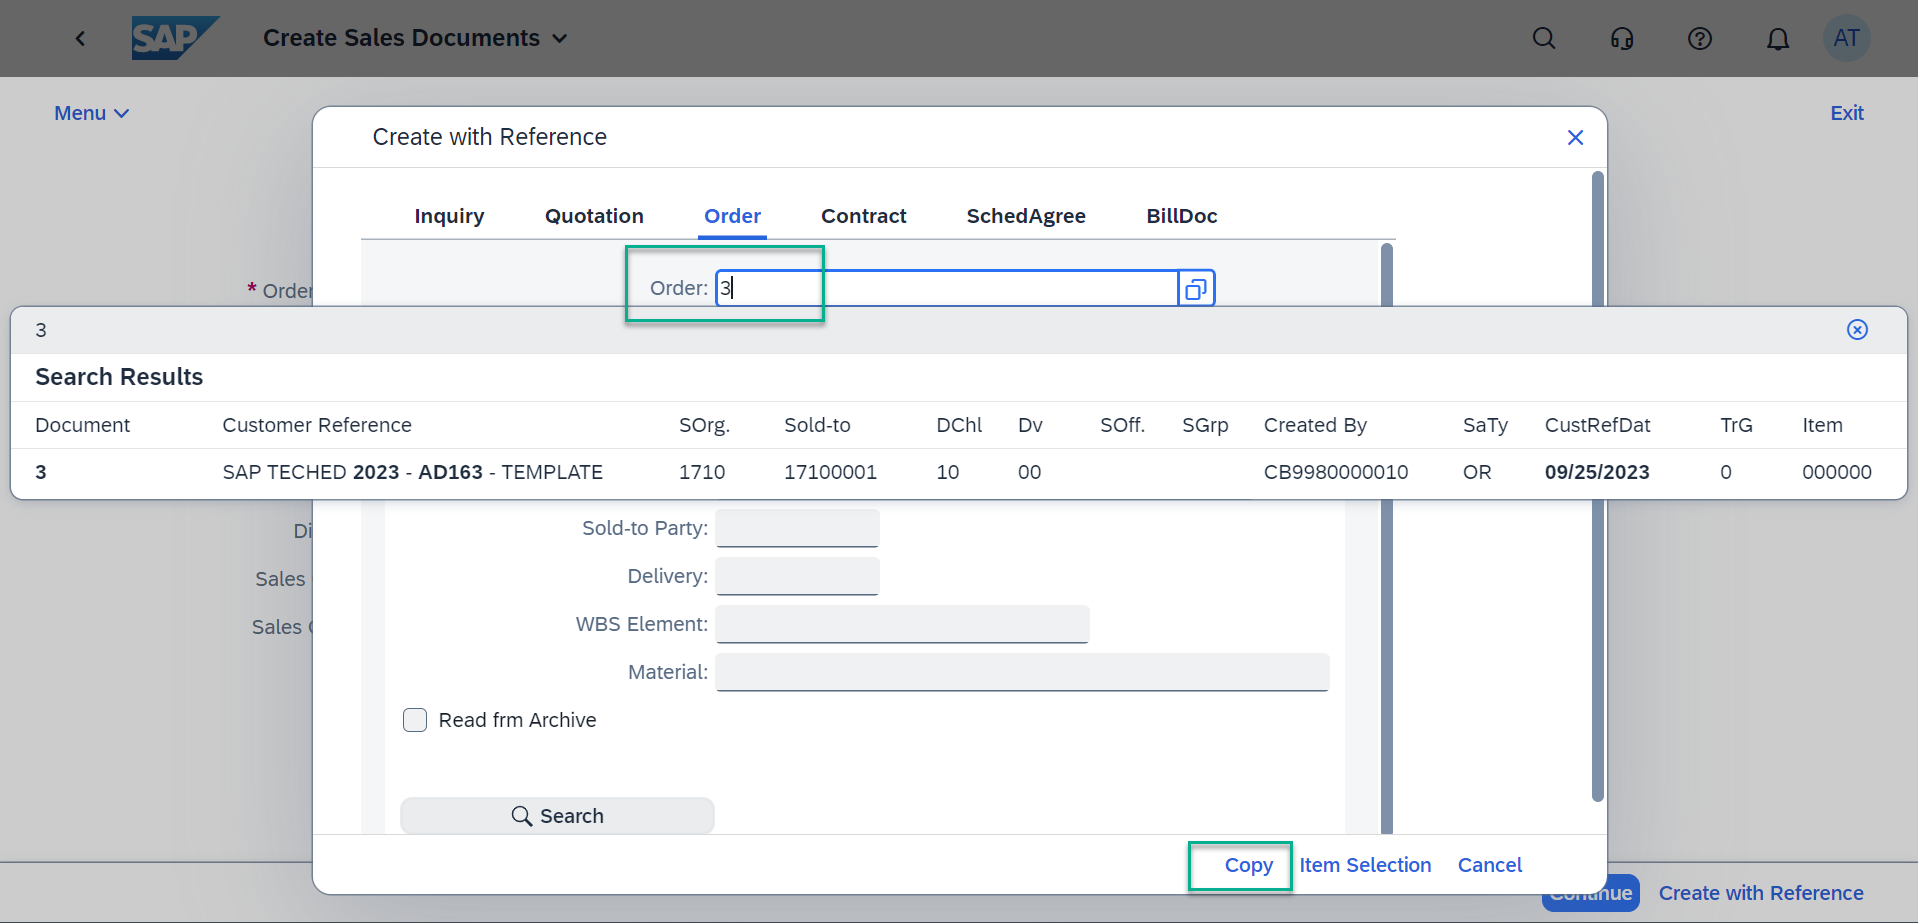 SAP
Create Sales Documents
AT
Menu
Exit
Create with Reference
Inquiry Quotation Order Contract SchedAgree BillDoc
Order: 3
* Order
3
Search Results
Document Customer Reference SOrg. Sold-to DChl Dv SOff. SGrp Created By SaTy CustRefDat TrG Item
3 SAP TECHED 2023 - AD163 - TEMPLATE 1710 17100001 10 00 CB9980000010 OR 09/25/2023 0 000000
Sold-to Party:
Di
Delivery:
Sales
WBS Element:
Sales
Material:
Read frm Archive
Search
Copy Item Selection Cancel
Continue Create with Reference